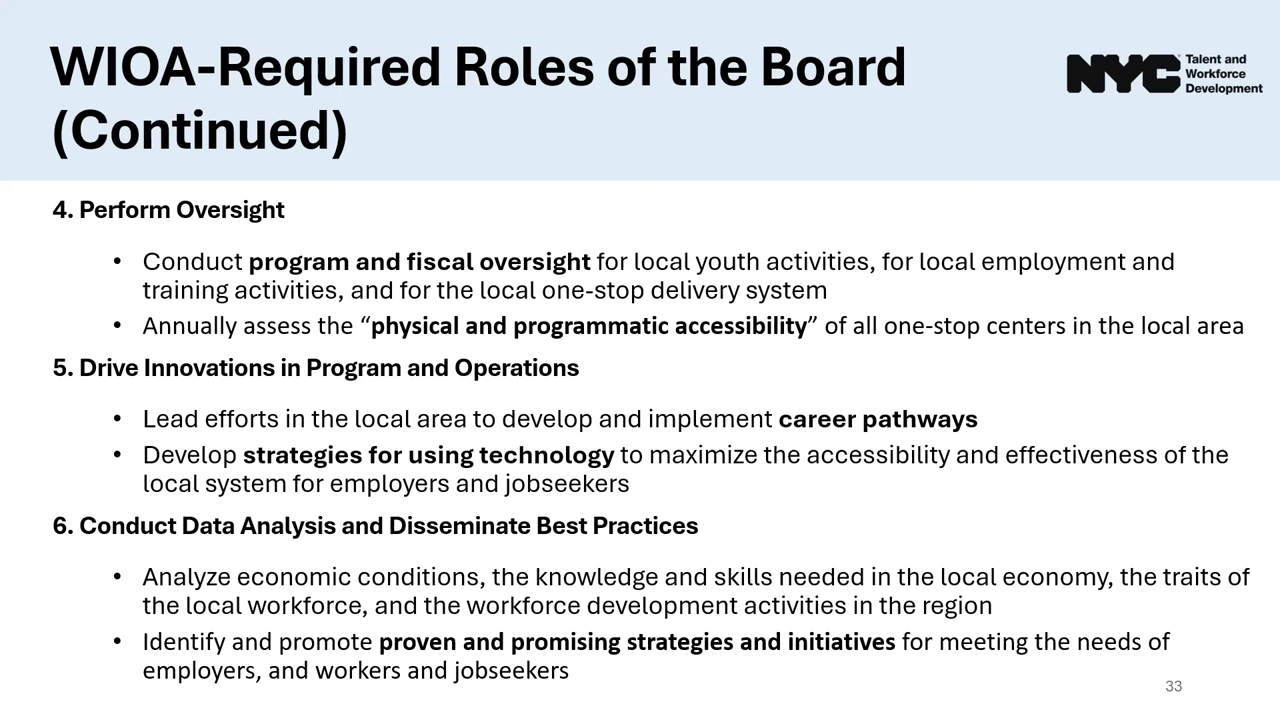 WIOA-Required Roles of the Board
(Continued)
NYC Talent and
Workforce
Development
4. Perform Oversight
• Conduct program and fiscal oversight for local youth activities, for local employment and
training activities, and for the local one-stop delivery system
• Annually assess the “physical and programmatic accessibility” of all one-stop centers in the local area
5. Drive Innovations in Program and Operations
• Lead efforts in the local area to develop and implement career pathways
• Develop strategies for using technology to maximize the accessibility and effectiveness of the
local system for employers and jobseekers
6. Conduct Data Analysis and Disseminate Best Practices
• Analyze economic conditions, the knowledge and skills needed in the local economy, the traits of
the local workforce, and the workforce development activities in the region
• Identify and promote proven and promising strategies and initiatives for meeting the needs of
employers, and workers and jobseekers
33